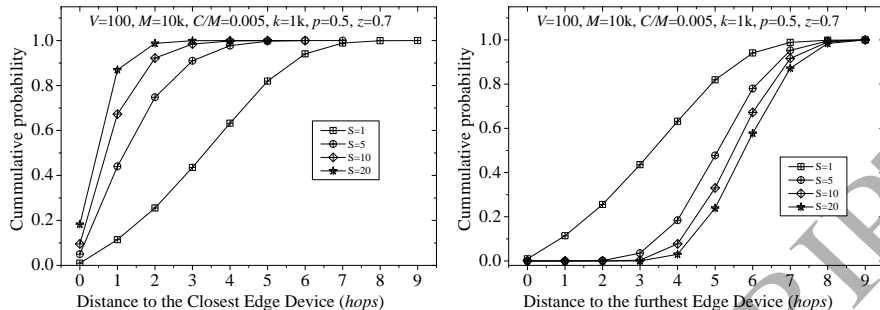 V=100, M=10k, C/M=0.005, k=1k, p=0.5, z=0.7
Cummulative probability
1.0
0.8
0.6
0.4
0.2
0.0
S=1
S=5
S=10
S=20
0 1 2 3 4 5 6 7 8 9
Distance to the Closest Edge Device (hops)
V=100, M=10k, C/M=0.005, k=1k, p=0.5, z=0.7
Cummulative probability
1.0
0.8
0.6
0.4
0.2
0.0
S=1
S=5
S=10
S=20
0 1 2 3 4 5 6 7 8 9
Distance to the furthest Edge Device (hops)